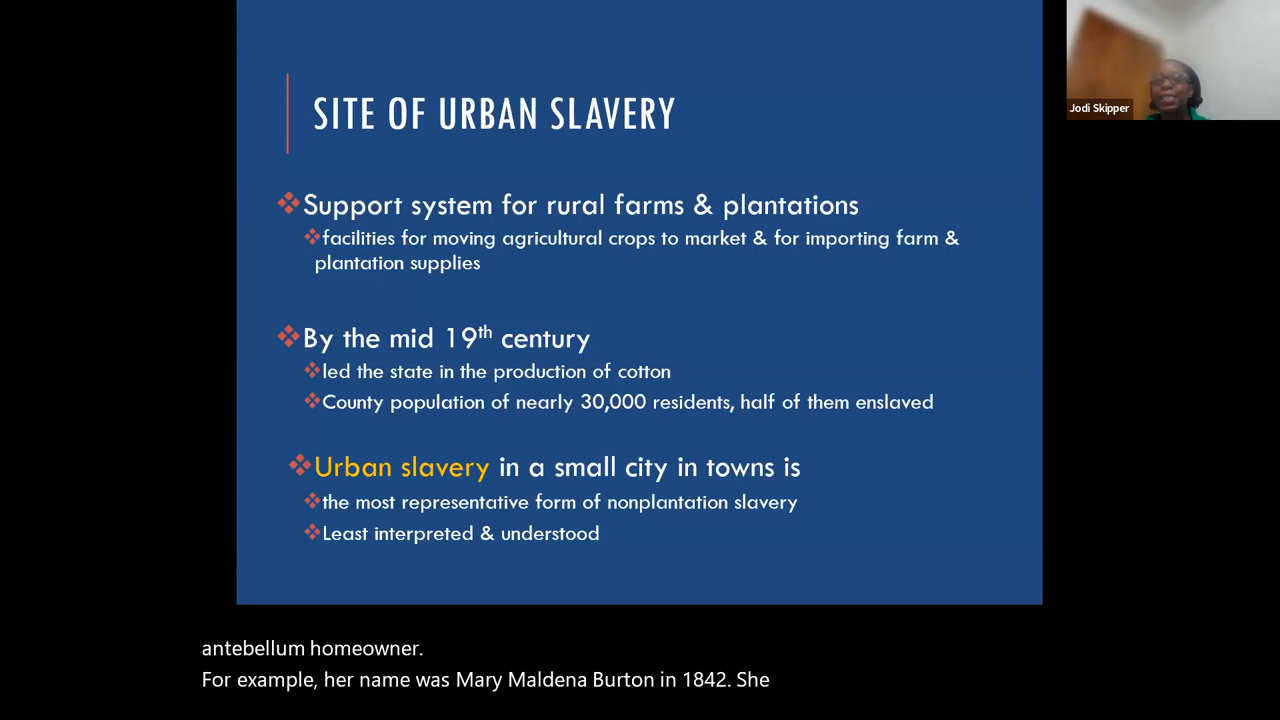 SITE OF URBAN SLAVERY
Jodi Skipper
❖Support system for rural farms & plantations
❖facilities for moving agricultural crops to market & for importing farm &
plantation supplies
❖By the mid 19th century
❖led the state in the production of cotton
❖County population of nearly 30,000 residents, half of them enslaved
❖Urban slavery in a small city in towns is
❖the most representative form of nonplantation slavery
❖Least interpreted & understood
antebellum homeowner.
For example, her name was Mary Maldena Burton in 1842. She